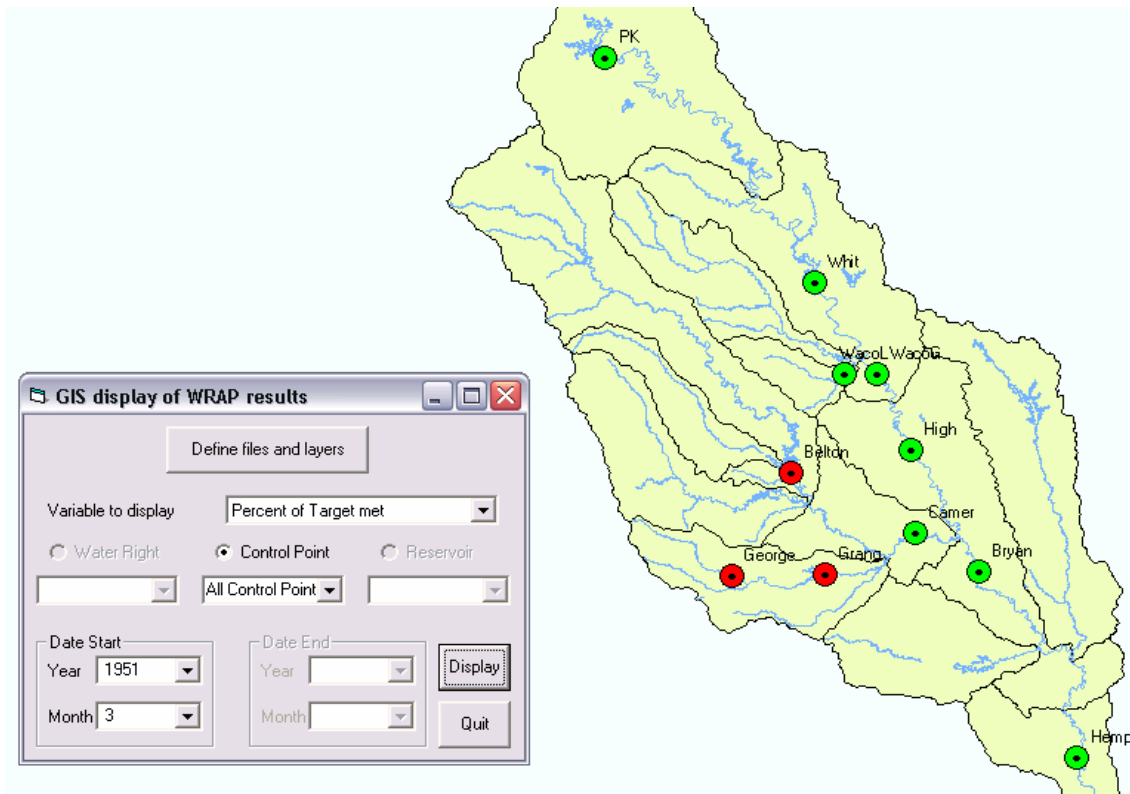 PK
Whit
WacoL WacoG
High
Belton
Camer
George
Grang
Bryan
Hemp
GIS display of WRAP results
Define files and layers
Variable to display
Percent of Target met
Water Right
Control Point
Reservoir
All Control Point
Date Start
Year
1951
Month
3
Date End
Year
Month
Display
Quit